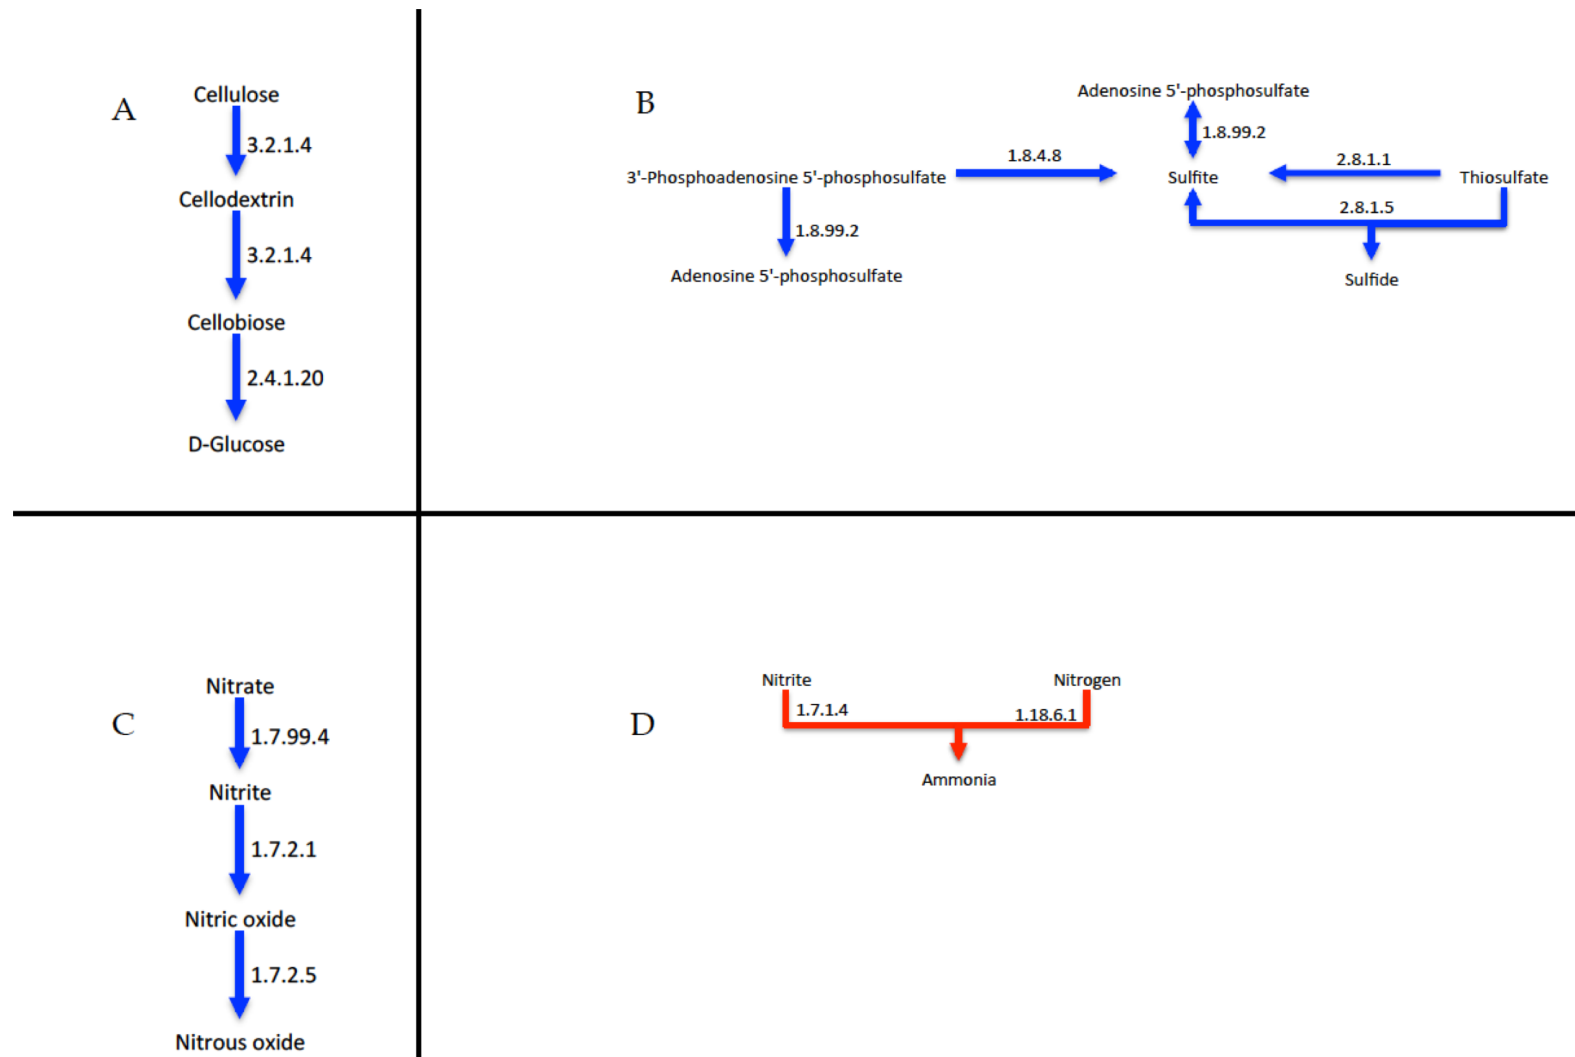 A
Cellulose
3.2.1.4
Cellodextrin
3.2.1.4
Cellobiose
2.4.1.20
D-Glucose
B
Adenosine 5'-phosphosulfate
1.8.99.2
1.8.4.8
2.8.1.1
3'-Phosphoadenosine 5'-phosphosulfate
Sulfite
Thiosulfate
2.8.1.5
1.8.99.2
Adenosine 5'-phosphosulfate
Sulfide
C
Nitrate
1.7.99.4
Nitrite
1.7.2.1
Nitric oxide
1.7.2.5
Nitrous oxide
D
Nitrite
Nitrogen
1.7.1.4
1.18.6.1
Ammonia